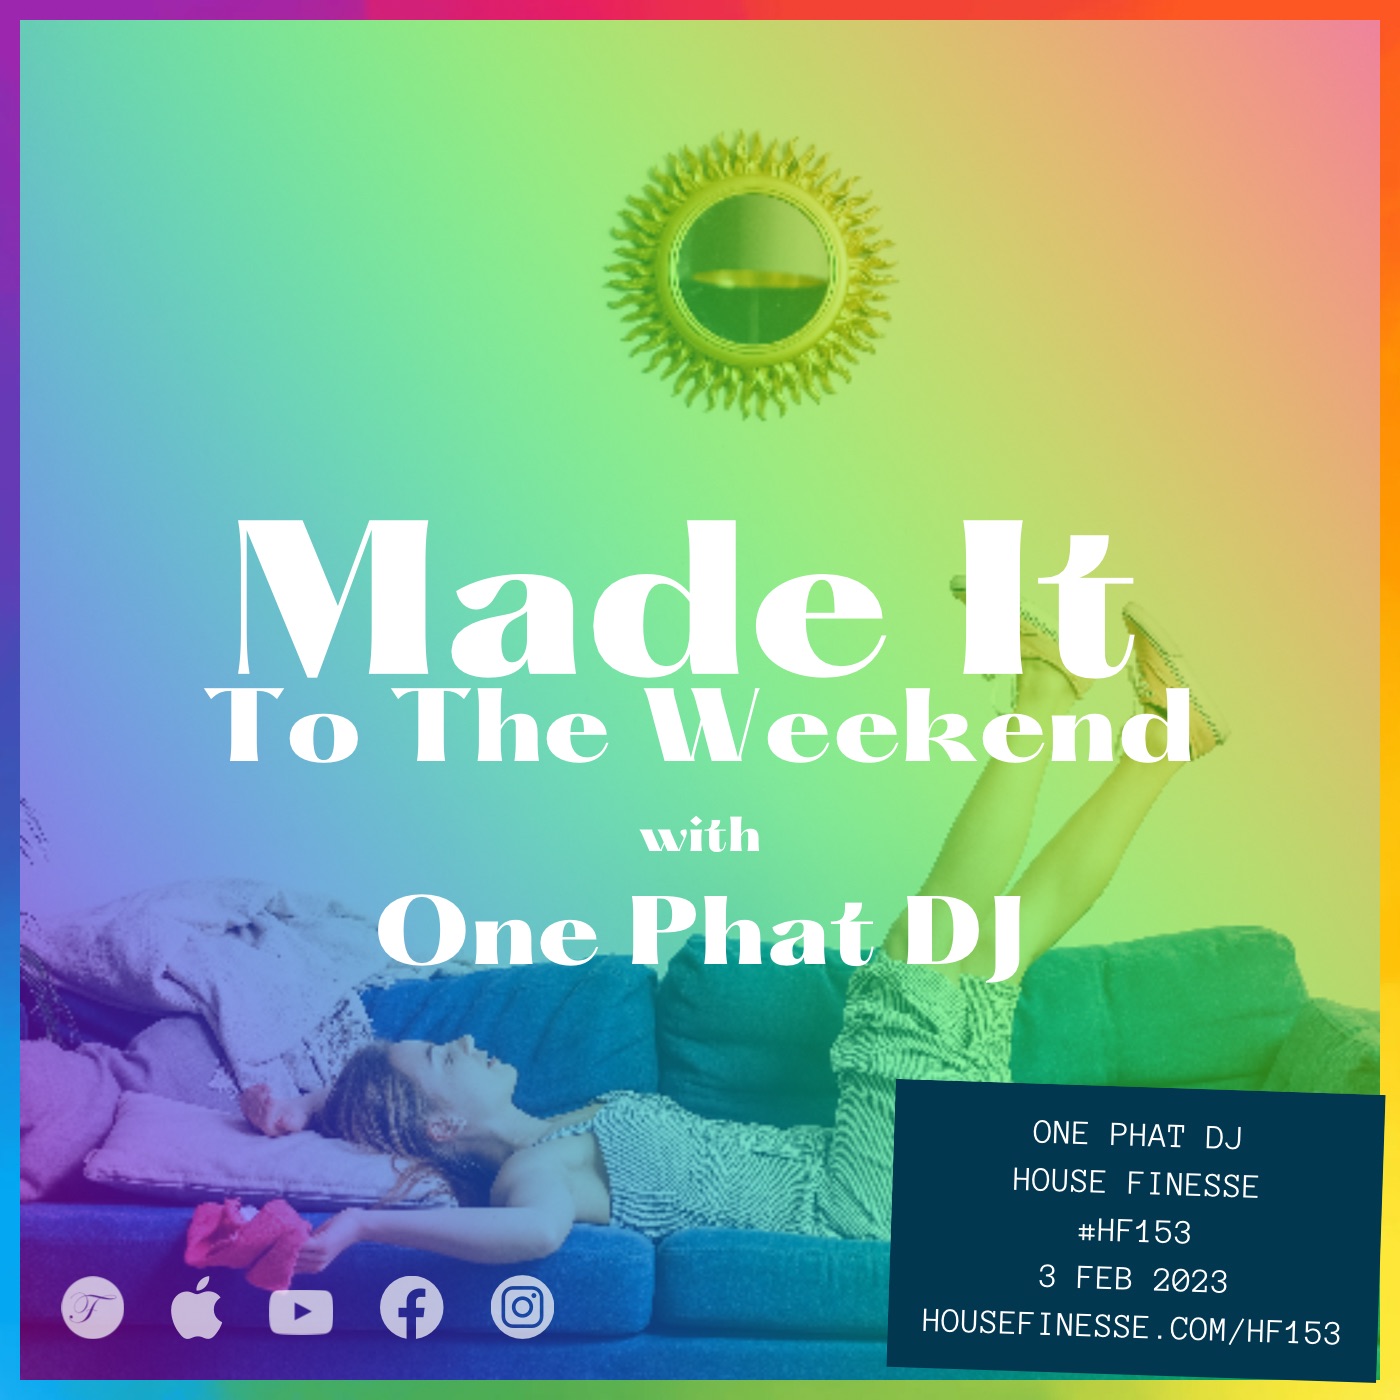 Made It
To The Weekend
with
One Phat DJ
ONE PHAT DJ
HOUSE FINESSE
#HF153
3 FEB 2023
HOUSEFINESSE.COM/HF153
F